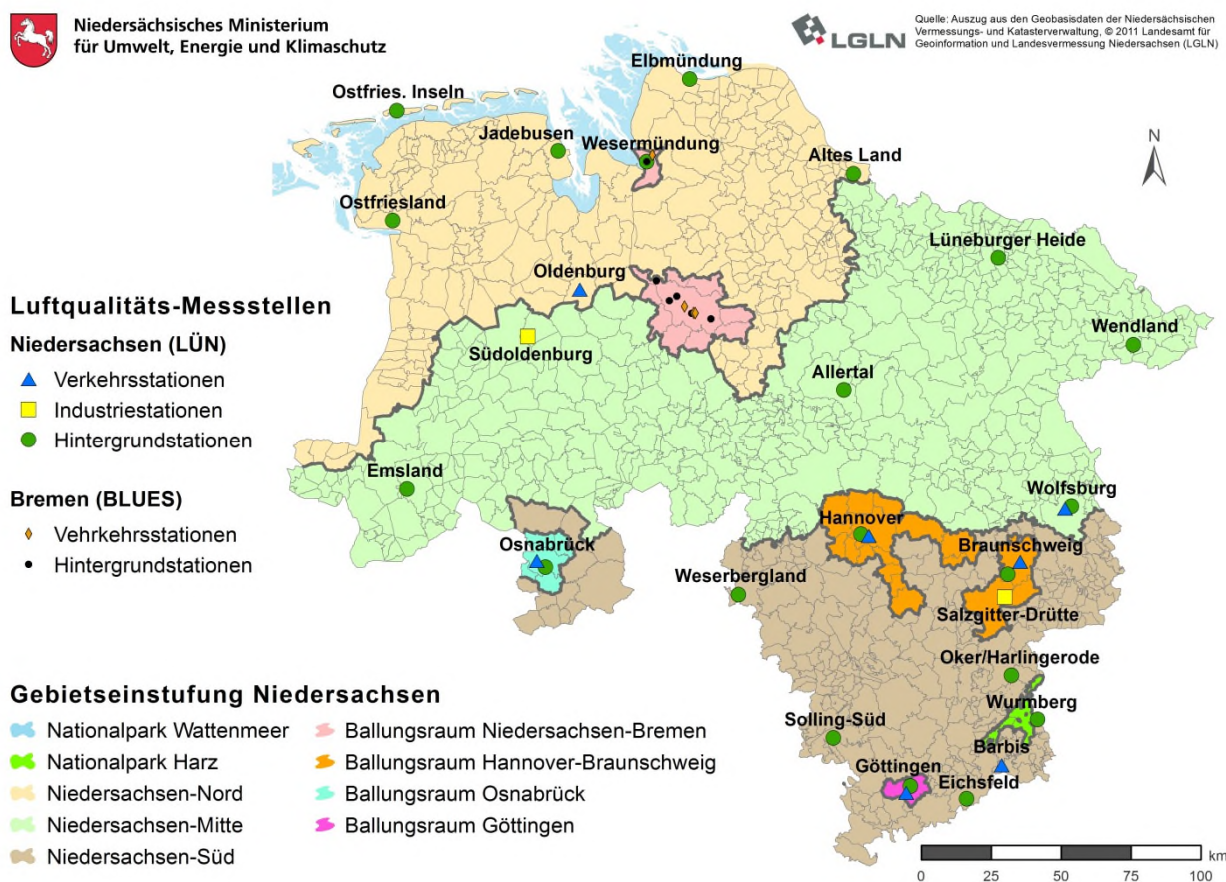 Niedersächsisches Ministerium
für Umwelt, Energie und Klimaschutz
LGLN
Quelle: Auszug aus den Geobasisdaten der Niedersächsischen
Vermessungs- und Katasterverwaltung, © 2011 Landesamt für
Geoinformation und Landesvermessung Niedersachsen (LGLN)
Elbmündung
Ostfries. Inseln
Jadebusen
Wesermündung
N
Altes Land
Ostfriesland
Lüneburger Heide
Oldenburg
Südoldenburg
Wendland
Allertal
Emsland
Wolfsburg
Hannover
Osnabrück
Braunschweig
Weserbergland
Salzgitter-Drütte
Oker/Harlingerode
Wurmberg
Solling-Süd
Barbis
Göttingen
Eichsfeld
Luftqualitäts-Messstellen
Niedersachsen (LÜN)
Verkehrsstationen
Industriestationen
Hintergrundstationen
Bremen (BLUES)
Vehrkehrsstationen
Hintergrundstationen
Gebietseinstufung Niedersachsen
Nationalpark Wattenmeer
Nationalpark Harz
Niedersachsen-Nord
Niedersachsen-Mitte
Niedersachsen-Süd
Ballungsraum Niedersachsen-Bremen
Ballungsraum Hannover-Braunschweig
Ballungsraum Osnabrück
Ballungsraum Göttingen
km
0 25 50 75 100